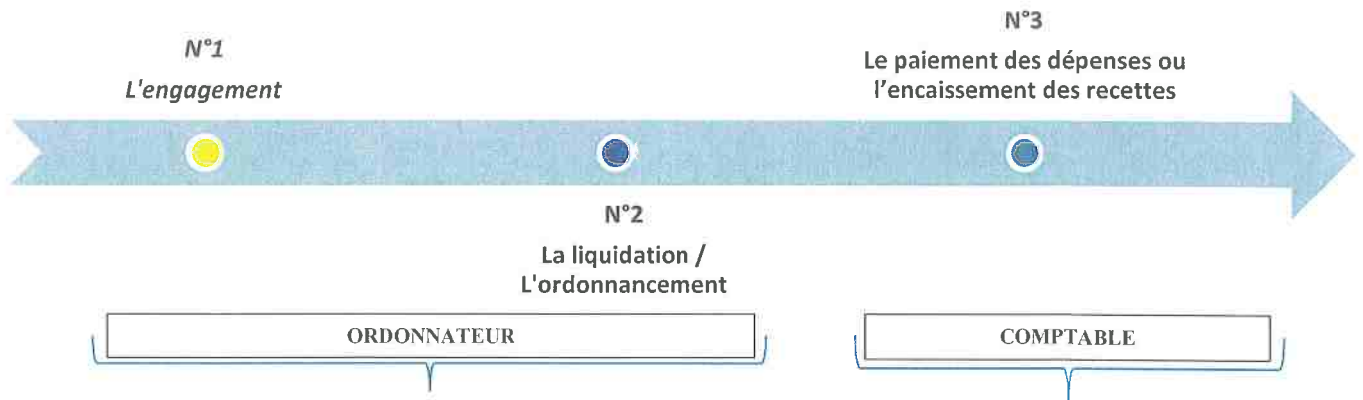 N°1
L'engagement
N°3
Le paiement des dépenses ou
l'encaissement des recettes
N°2
La liquidation /
L'ordonnancement
ORDONNATEUR
COMPTABLE